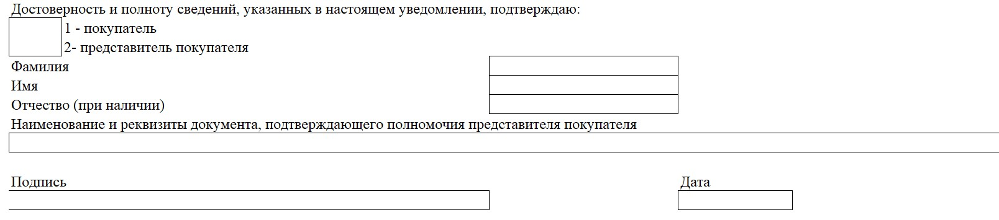 Достоверность и полноту сведений, указанных в настоящем уведомлении, подтверждаю:
1 - покупатель
2- представитель покупателя
Фамилия
Имя
Отчество (при наличии)
Наименование и реквизиты документа, подтверждающего полномочия представителя покупателя
Подпись Дата